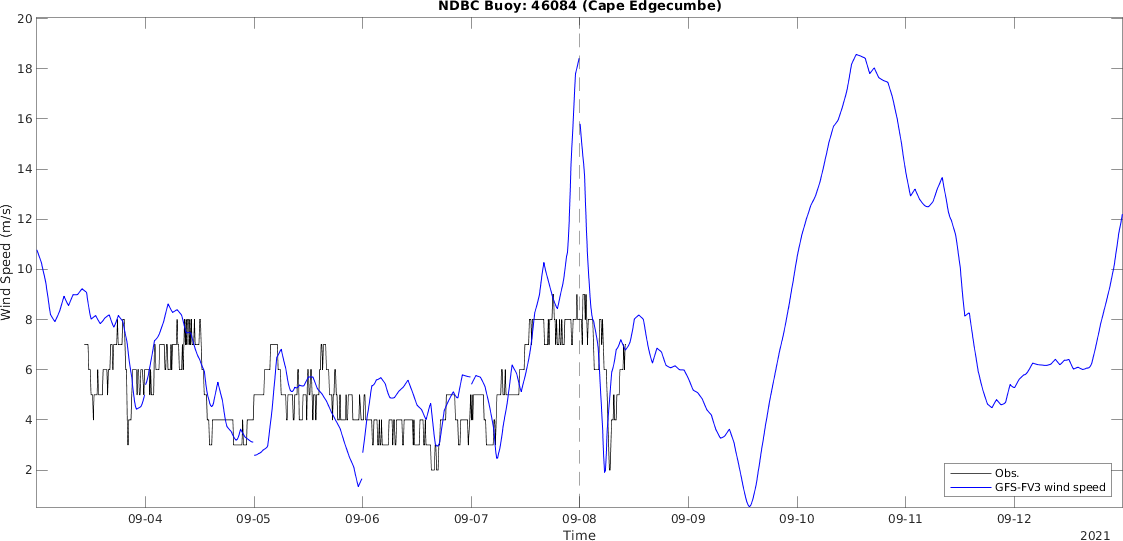 NDBC Buoy: 46084 (Cape Edgecumbe)
20
18
16
14
12
10
8
6
4
2
Wind Speed (m/s)
Obs.
GFS-FV3 wind speed
09-04 09-05 09-06 09-07 09-08 09-09 09-10 09-11 09-12
Time
2021